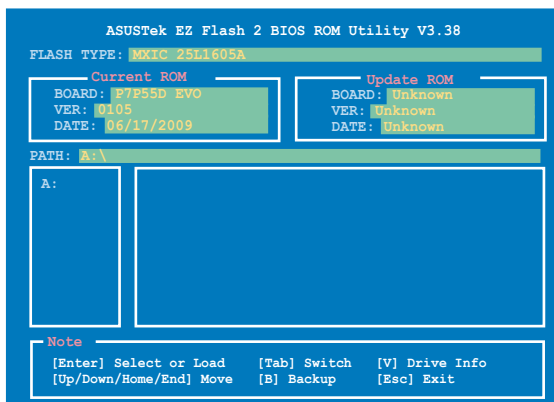 ASUSTek EZ Flash 2 BIOS ROM Utility V3.38
FLASH TYPE: MXIC 25L1605A
Current ROM
BOARD: P7P55D EVO
VER: 0105
DATE: 06/17/2009
Update ROM
BOARD: Unknown
VER: Unknown
DATE: Unknown
PATH: A:\
A:
Note
[Enter] Select or Load [Tab] Switch [V] Drive Info
[Up/Down/Home/End] Move [B] Backup [Esc] Exit